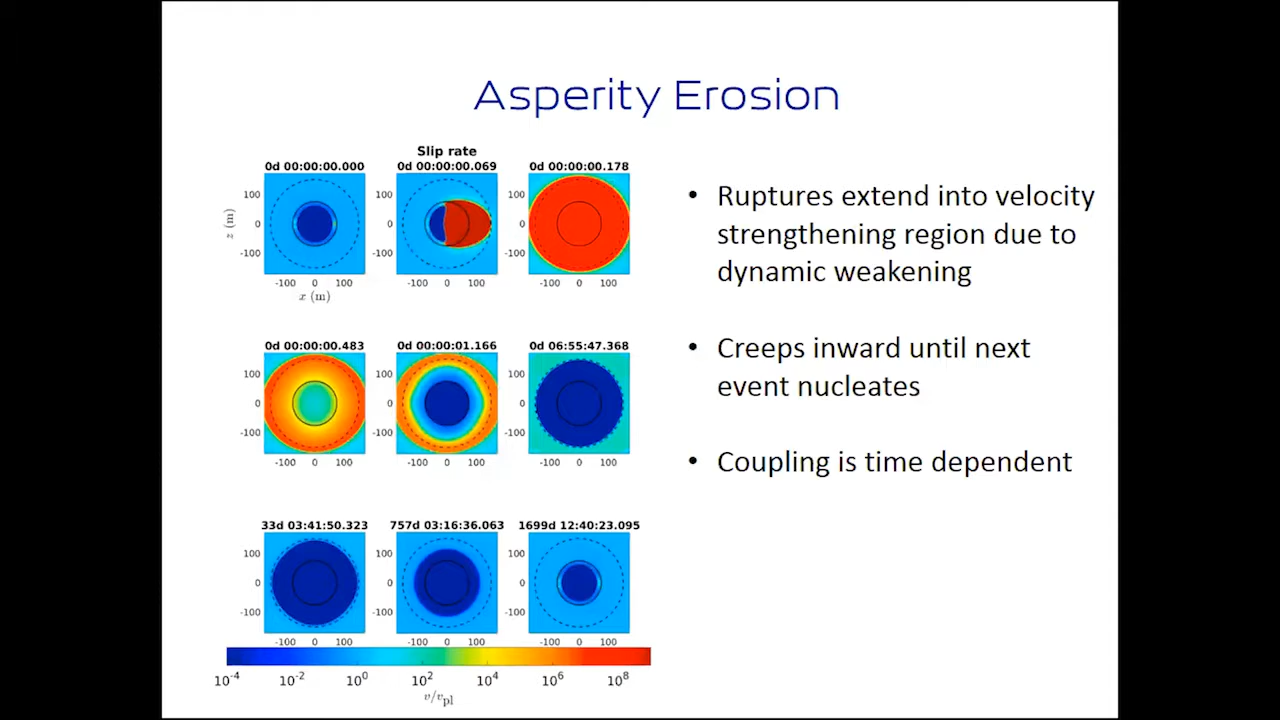 Asperity Erosion
Slip rate
0d 00:00:00.000 0d 00:00:00.069 0d 00:00:00.178
100 100 100
0 0 0
-100 -100 -100
z (m)
-100 0 100 -100 0 100 -100 0 100
x (m)
0d 00:00:00.483 0d 00:00:01.166 0d 06:55:47.368
100 100 100
0 0 0
-100 -100 -100
-100 0 100 -100 0 100 -100 0 100
33d 03:41:50.323 757d 03:16:36.063 1699d 12:40:23.095
100 100 100
0 0 0
-100 -100 -100
-100 0 100 -100 0 100 -100 0 100
10⁻⁴ 10⁻² 10⁰ 10² 10⁴ 10⁶ 10⁸
v/vpl
• Ruptures extend into velocity
strengthening region due to
dynamic weakening
• Creeps inward until next
event nucleates
• Coupling is time dependent